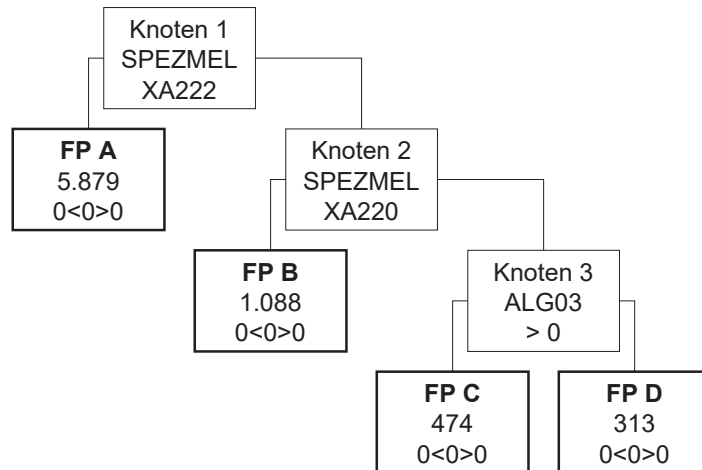 Knoten 1
SPEZMEL
XA222
FP A
5.879
0<0>0
Knoten 2
SPEZMEL
XA220
FP B
1.088
0<0>0
Knoten 3
ALG03
> 0
FP C
474
0<0>0
FP D
313
0<0>0